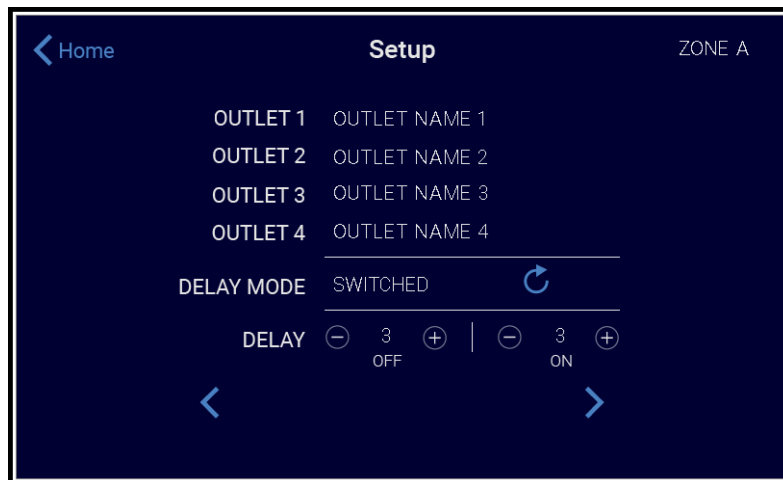 Home Setup ZONE A
OUTLET 1 OUTLET NAME 1
OUTLET 2 OUTLET NAME 2
OUTLET 3 OUTLET NAME 3
OUTLET 4 OUTLET NAME 4
DELAY MODE SWITCHED
DELAY 3 3
OFF ON